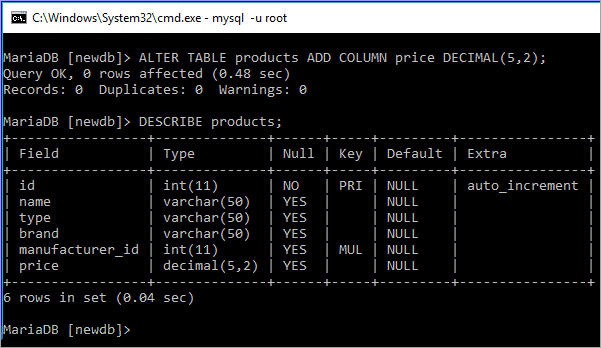 C:\Windows\System32\cmd.exe - mysql  -u root
MariaDB [newdb]> ALTER TABLE products ADD COLUMN price DECIMAL(5,2);
Query OK, 0 rows affected (0.48 sec)
Records: 0  Duplicates: 0  Warnings: 0
MariaDB [newdb]> DESCRIBE products;
+-----------------+--------------+------+-----+---------+----------------+
| Field           | Type         | Null | Key | Default | Extra          |
+-----------------+--------------+------+-----+---------+----------------+
| id              | int(11)      | NO   | PRI | NULL    | auto_increment |
| name            | varchar(50)  | YES  |     | NULL    |                |
| type            | varchar(50)  | YES  |     | NULL    |                |
| brand           | varchar(50)  | YES  |     | NULL    |                |
| manufacturer_id | int(11)      | YES  | MUL | NULL    |                |
| price           | decimal(5,2) | YES  |     | NULL    |                |
+-----------------+--------------+------+-----+---------+----------------+
6 rows in set (0.04 sec)
MariaDB [newdb]>